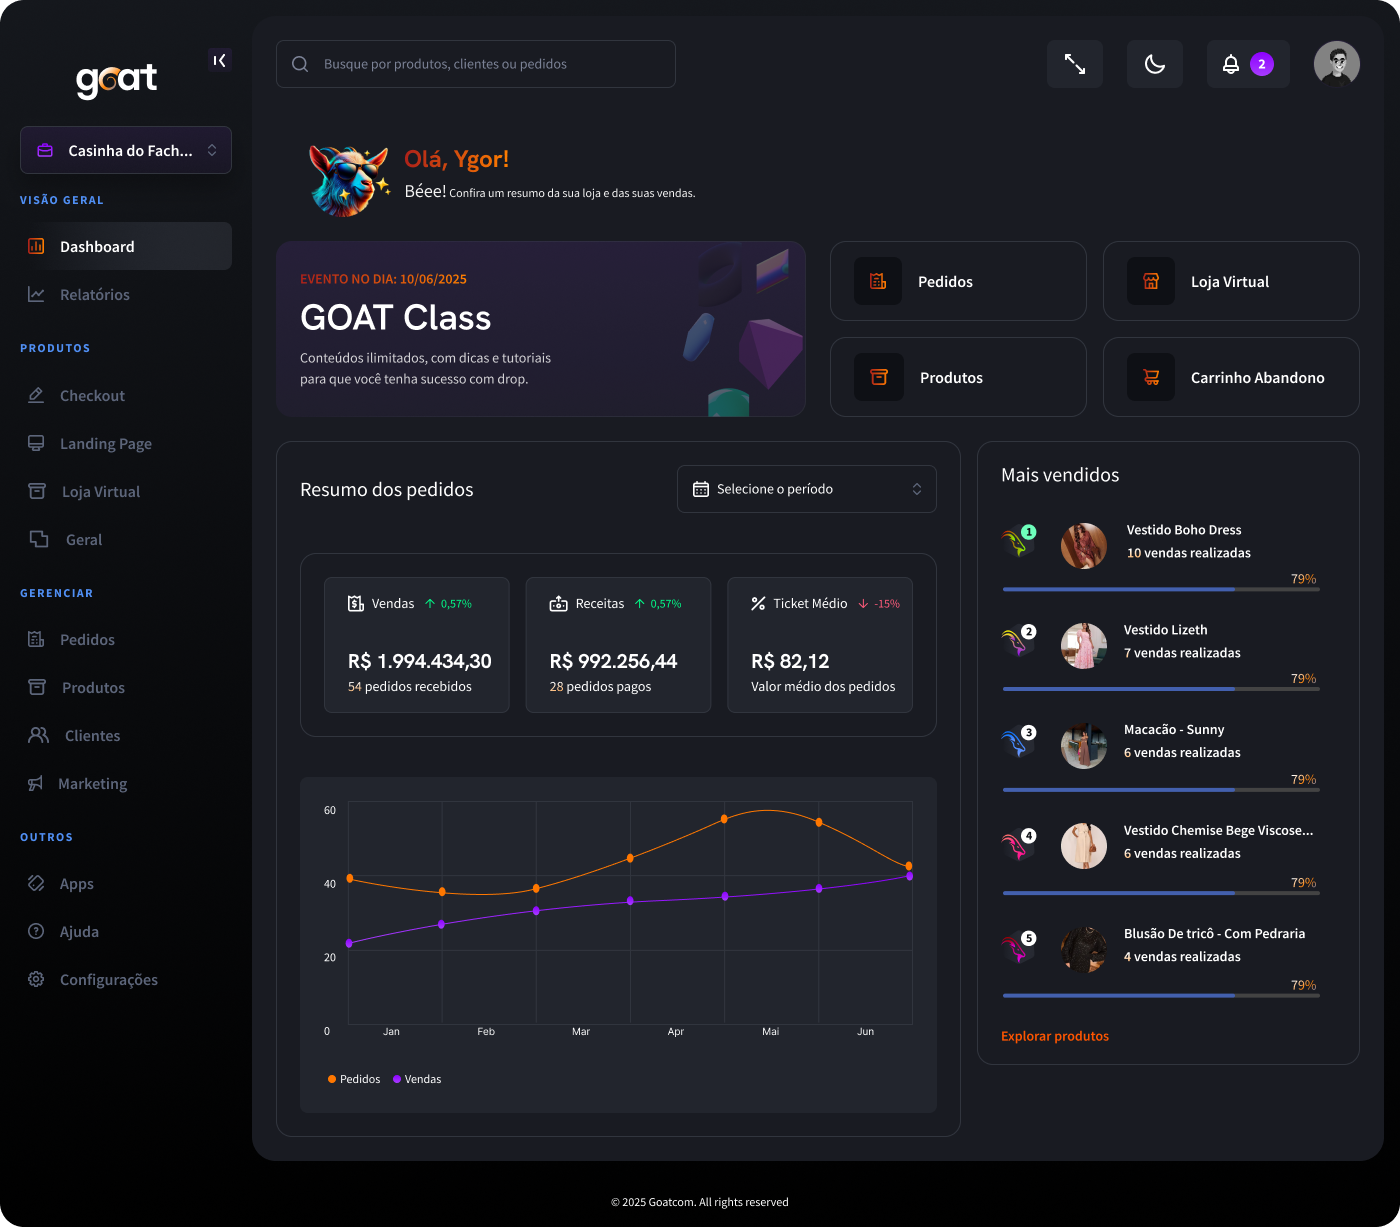 goat
Casinha do Fach...
VISÃO GERAL
Dashboard
Relatórios
PRODUTOS
Checkout
Landing Page
Loja Virtual
Geral
GERENCIAR
Pedidos
Produtos
Clientes
Marketing
OUTROS
Apps
Ajuda
Configurações
Busque por produtos, clientes ou pedidos
2
Olá, Ygor!
Béee! Confira um resumo da sua loja e das suas vendas.
EVENTO NO DIA: 10/06/2025
GOAT Class
Conteúdos ilimitados, com dicas e tutoriais
para que você tenha sucesso com drop.
Pedidos
Loja Virtual
Produtos
Carrinho Abandono
Resumo dos pedidos
Selecione o período
Vendas 0,57%
R$ 1.994.434,30
54 pedidos recebidos
Receitas 0,57%
R$ 992.256,44
28 pedidos pagos
Ticket Médio -15%
R$ 82,12
Valor médio dos pedidos
60
40
20
0
Jan Feb Mar Apr Mai Jun
Pedidos Vendas
Mais vendidos
1
Vestido Boho Dress
10 vendas realizadas
79%
2
Vestido Lizeth
7 vendas realizadas
79%
3
Macacão - Sunny
6 vendas realizadas
79%
4
Vestido Chemise Bege Viscose...
6 vendas realizadas
79%
5
Blusão De tricô - Com Pedraria
4 vendas realizadas
79%
Explorar produtos
© 2025 Goatcom. All rights reserved